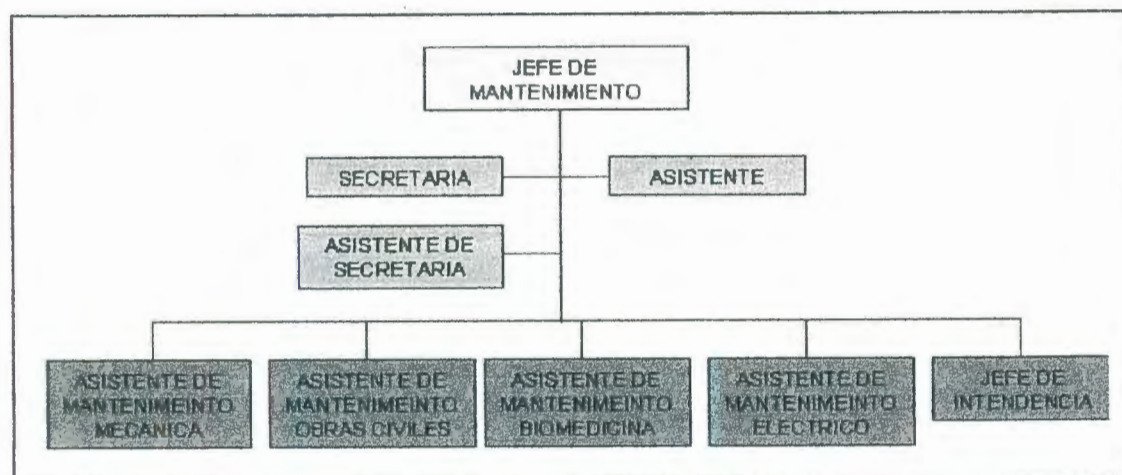 JEFE DE
MANTENIMIENTO
SECRETARIA
ASISTENTE
ASISTENTE DE
SECRETARIA
ASISTENTE DE
MANTENIMEINTO
MECANICA
ASISTENTE DE
MANTENIMEINTO
OBRAS CIVILES
ASISTENTE DE
MANTENIMEINTO
BIOMEDICINA
ASISTENTE DE
MANTENIMEINTO
ELECTRICO
JEFE DE
INTENDENCIA